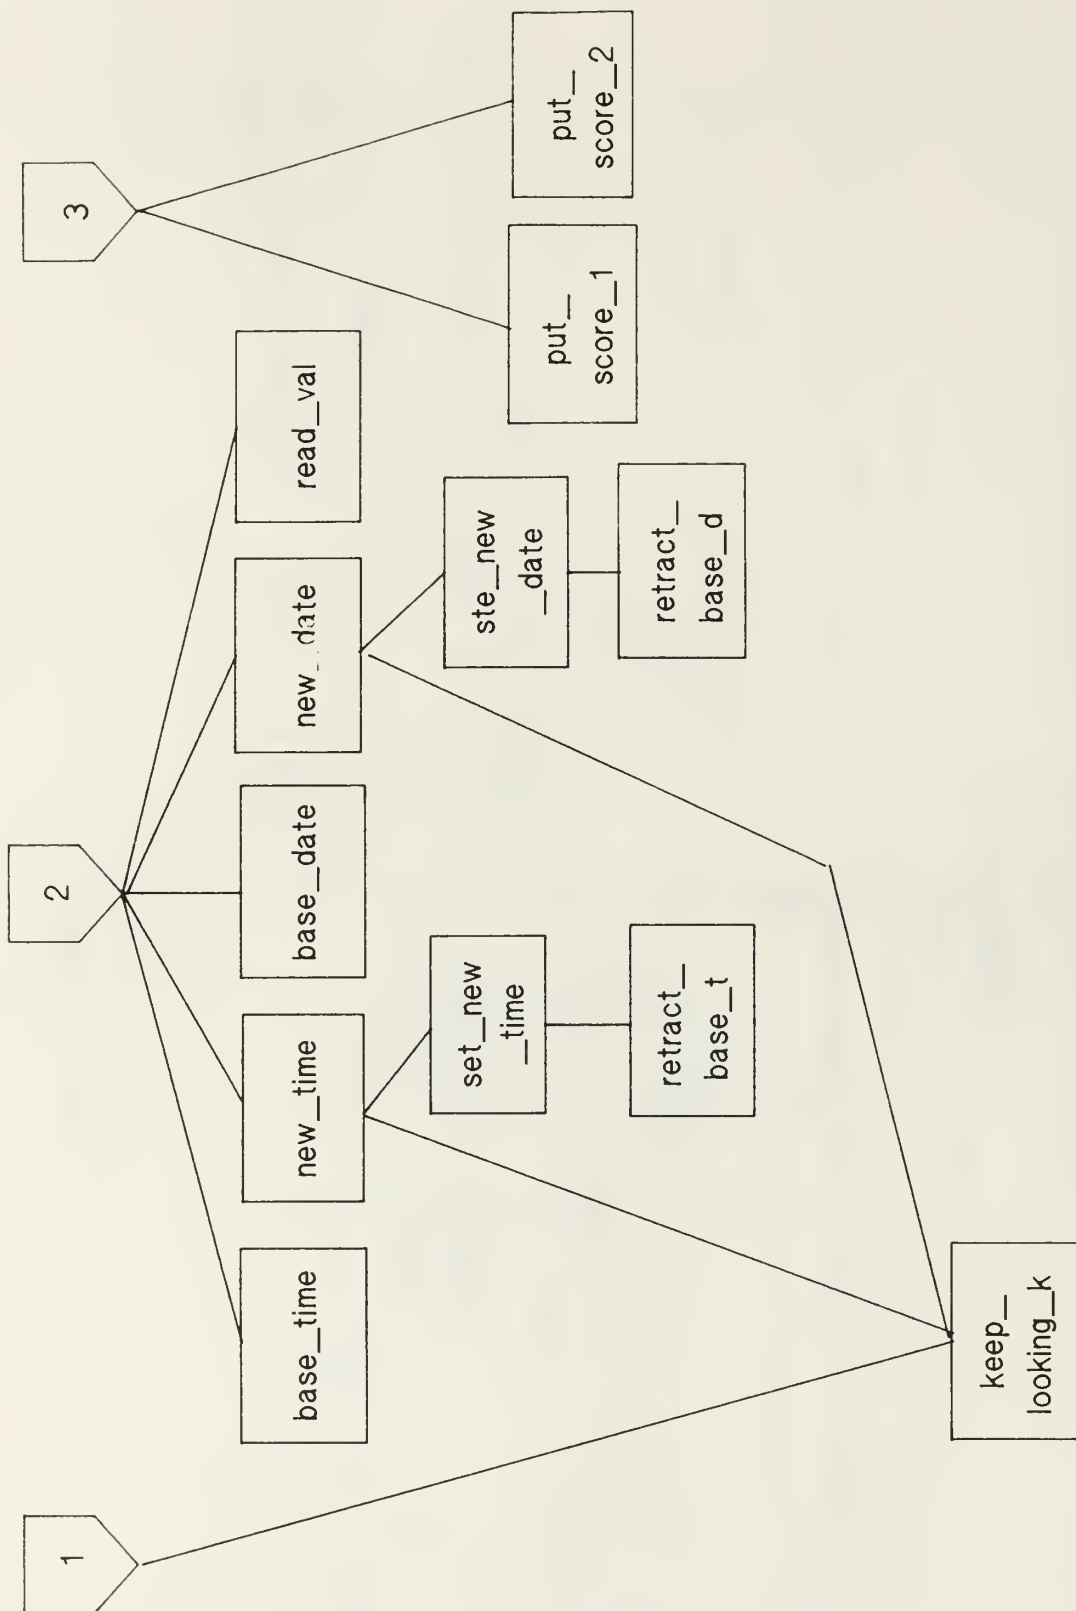 1
2
3
base_time
new_time
base_date
new_date
read_val
set_new
_time
ste_new
_date
put_
score_1
put_
score_2
retract_
base_t
retract_
base_d
keep_
looking_k